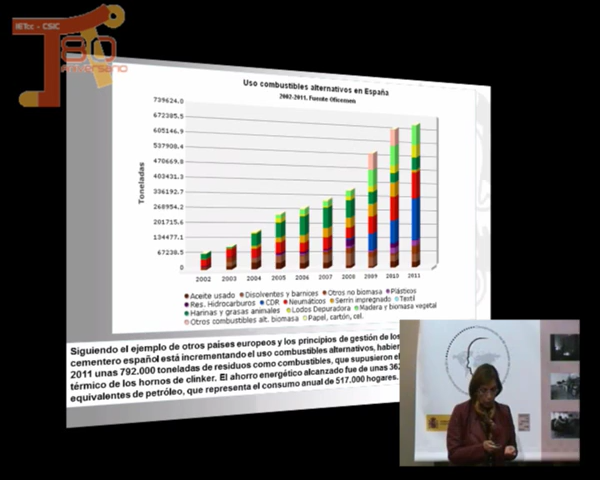 IETcc - CSIC
80
Aniversario
Uso combustibles alternativos en España
2002-2011. Fuente Oficemen
Toneladas
739624.0
672385.5
605146.9
537908.4
470669.8
403431.3
336192.7
268954.2
201715.6
134477.1
67238.5
0
2002 2003 2004 2005 2006 2007 2008 2009 2010 2011
Aceite usado Disolventes y barnices Otros no biomasa Plásticos
Res. Hidrocarburos CDR Neumáticos Serrín impregnado Textil
Harinas y grasas animales Lodos Depuradora Madera y biomasa vegetal
Otros combustibles alt. biomasa Papel, cartón, cel.
Siguiendo el ejemplo de otros países europeos y los principios de gestión de los
cementero español está incrementando el uso combustibles alternativos, habien
2011 unas 792.000 toneladas de residuos como combustibles, que supusieron el
térmico de los hornos de clinker. El ahorro energético alcanzado fue de unas 36
equivalentes de petróleo, que representa el consumo anual de 517.000 hogares.